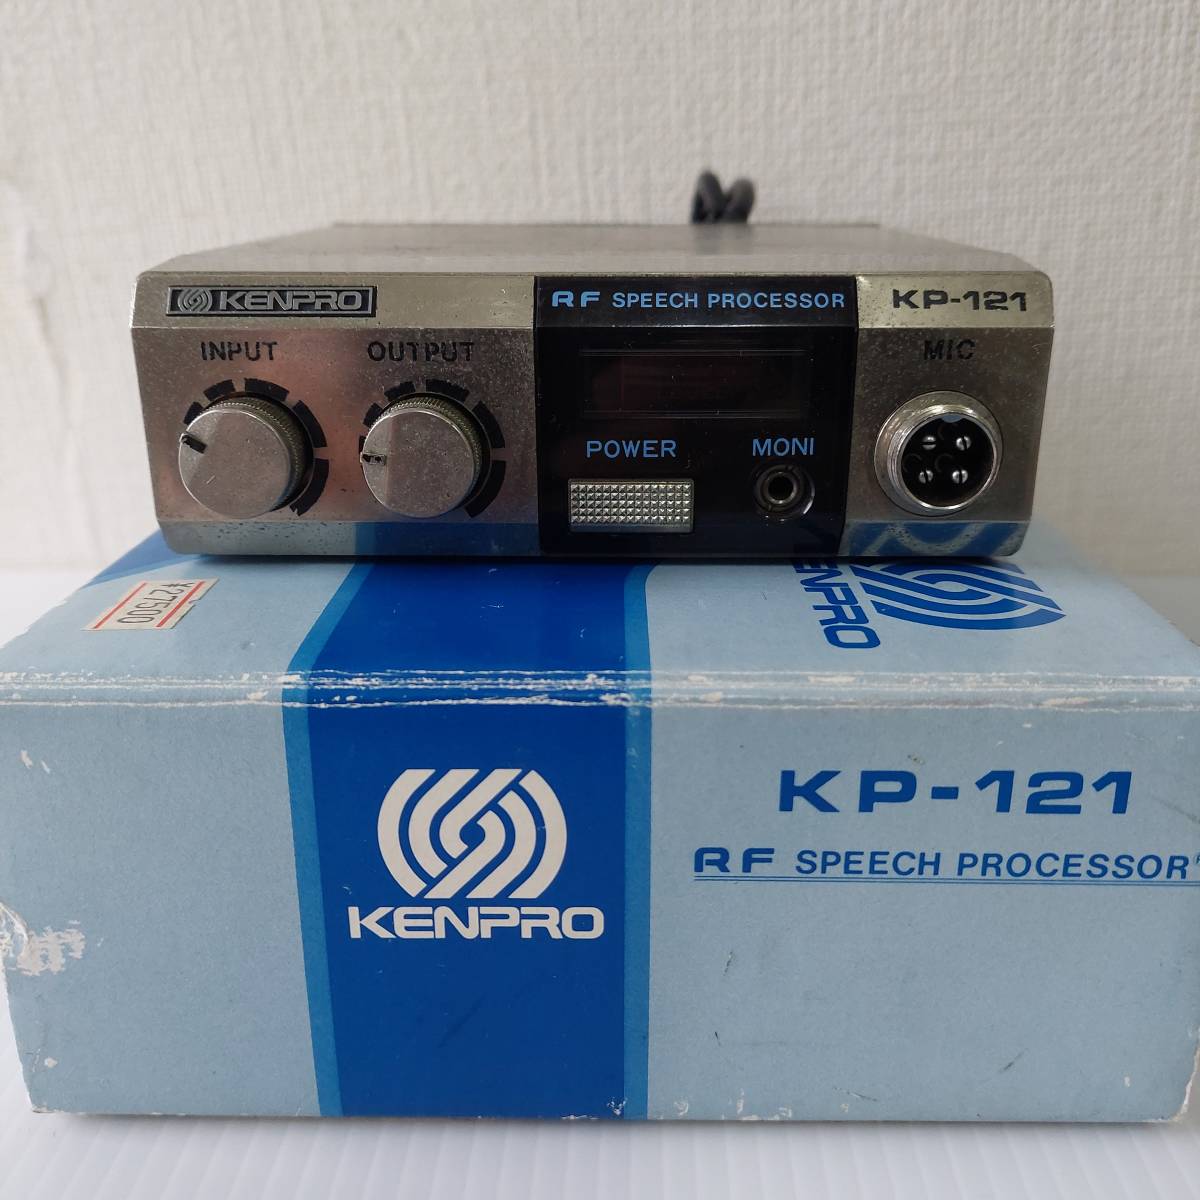 KENPRO
RF SPEECH PROCESSOR
KP-121
INPUT
OUTPUT
MIC
POWER
MONI
¥27500
KENPRO
KP-121
RF SPEECH PROCESSOR
KENPRO